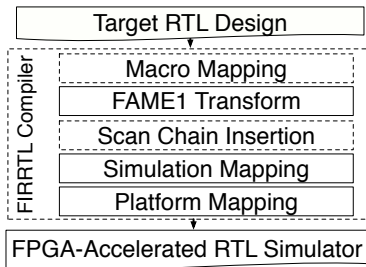 Target RTL Design
FIRRTL Compiler
Macro Mapping
FAME1 Transform
Scan Chain Insertion
Simulation Mapping
Platform Mapping
FPGA-Accelerated RTL Simulator